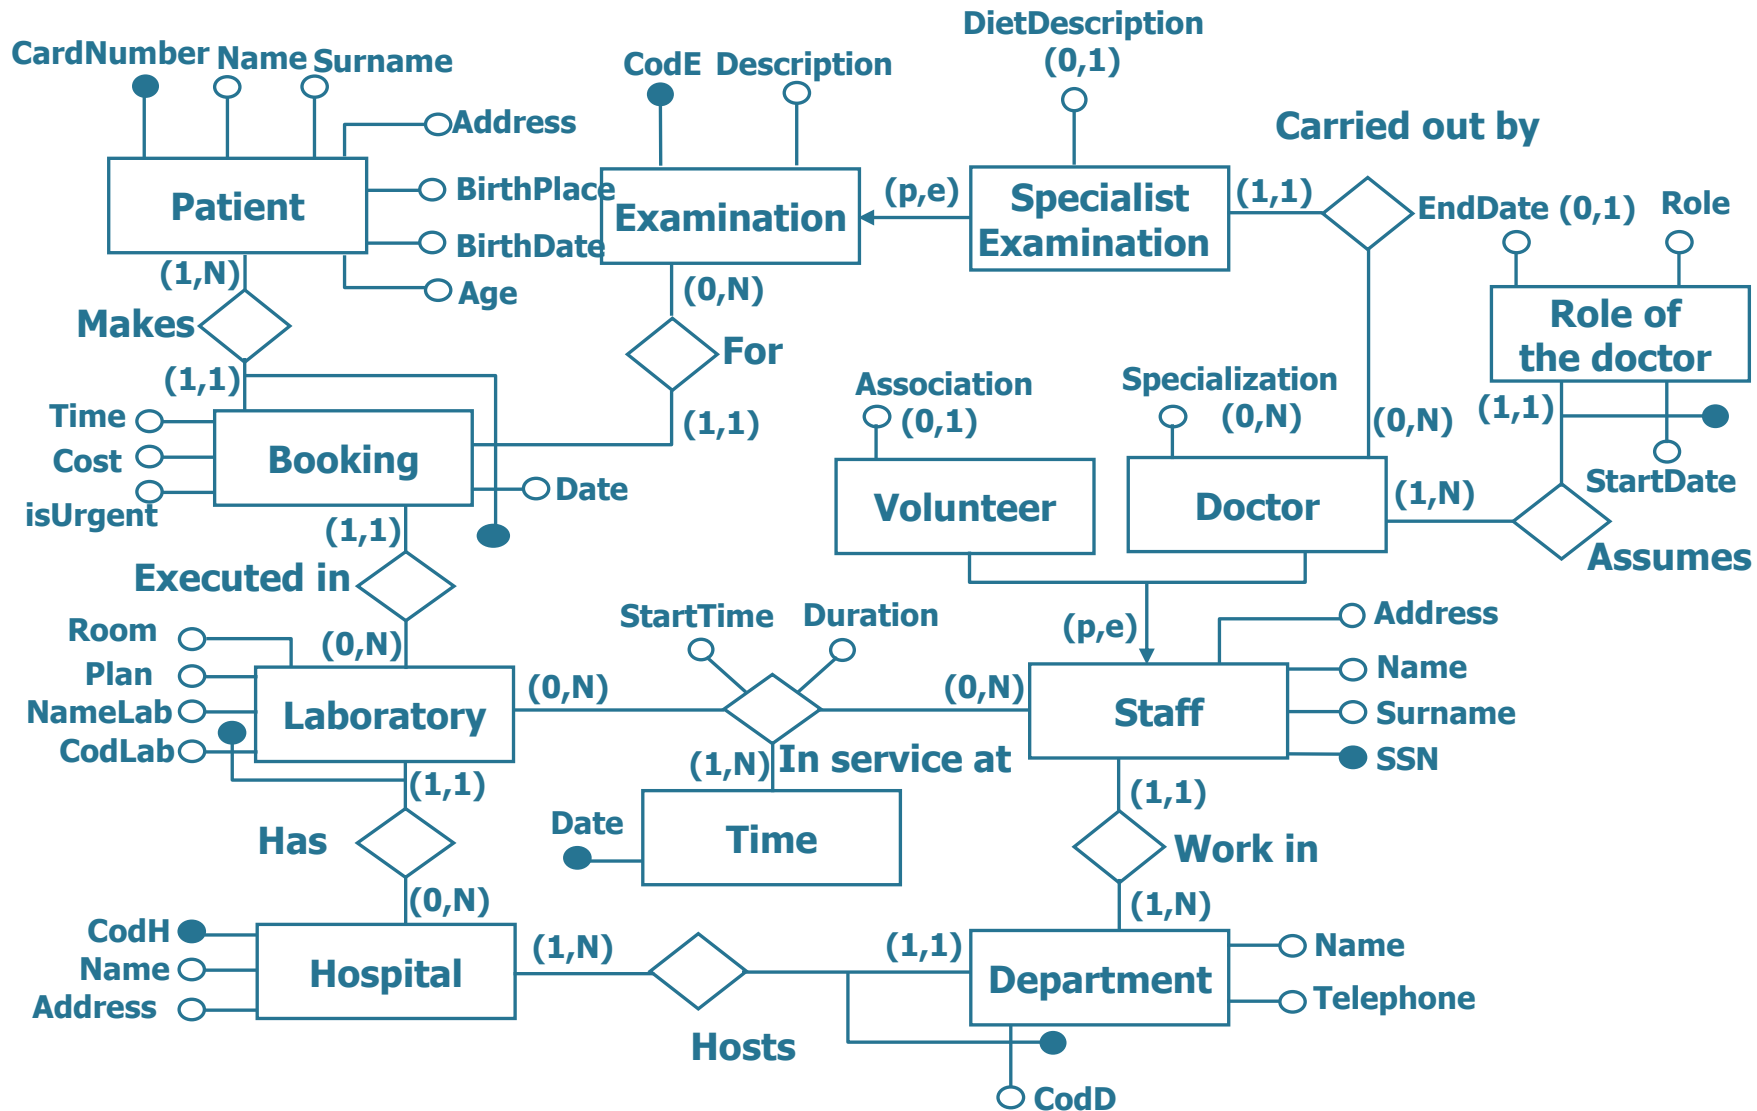 DietDescription
(0,1)
CardNumber Name Surname
CodE Description
Address
Carried out by
Patient
BirthPlace
BirthDate
Age
Examination
(p,e)
Specialist
Examination
(1,1)
EndDate (0,1) Role
(1,N)
Makes
(1,1)
(0,N)
For
(1,1)
Role of
the doctor
(1,1)
StartDate
Association
(0,1)
Specialization
(0,N)
(0,N)
Time
Cost
isUrgent
Booking
Date
Volunteer
Doctor
(1,N)
Assumes
(1,1)
Executed in
(0,N)
StartTime Duration
(p,e)
Address
Name
Surname
SSN
Room
Plan
NameLab
CodLab
Laboratory
(0,N)
(0,N)
Staff
In service at
(1,N)
(1,1)
Has
(0,N)
Date
Time
(1,1)
Work in
(1,N)
CodH
Name
Address
Hospital
(1,N)
(1,1)
Hosts
Department
Name
Telephone
CodD